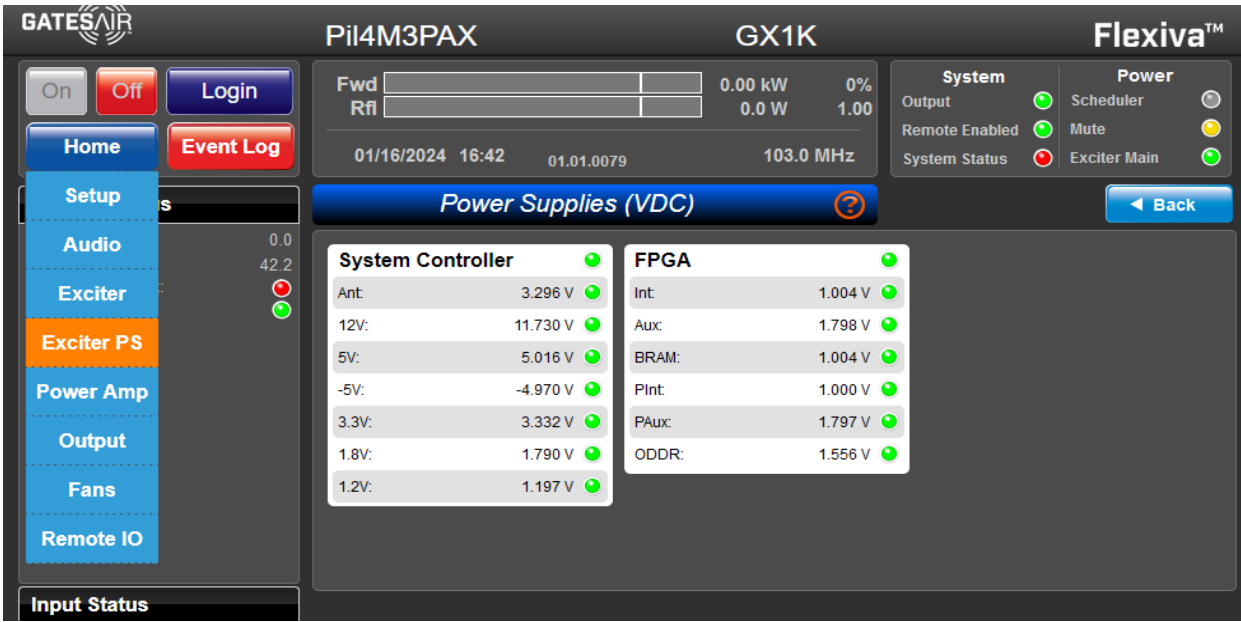 GATESAIR Pil4M3PAX GX1K Flexiva™
On Off Login
Home Event Log
Fwd 0.00 kW 0%
Rfl 0.0 W 1.00
01/16/2024 16:42 01.01.0079 103.0 MHz
System Power
Output Scheduler
Remote Enabled Mute
System Status Exciter Main
Setup
Audio
Exciter
Exciter PS
Power Amp
Output
Fans
Remote IO
s
0.0
42.2
Input Status
Power Supplies (VDC) ?
◄ Back
System Controller
Ant: 3.296 V
12V: 11.730 V
5V: 5.016 V
-5V: -4.970 V
3.3V: 3.332 V
1.8V: 1.790 V
1.2V: 1.197 V
FPGA
Int: 1.004 V
Aux: 1.798 V
BRAM: 1.004 V
PInt: 1.000 V
PAux: 1.797 V
ODDR: 1.556 V